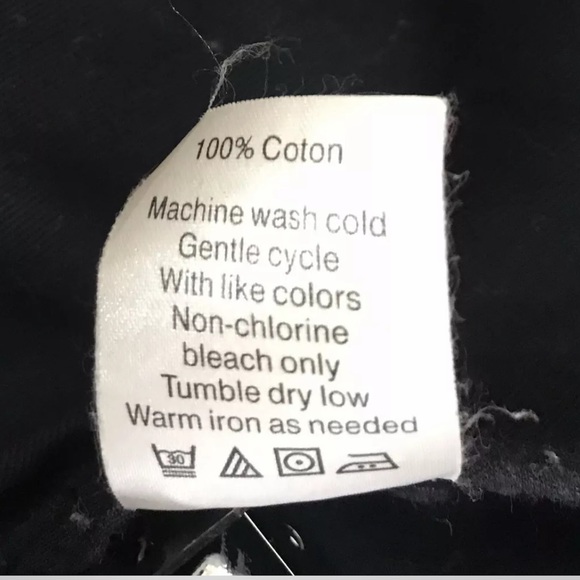 100% Coton
Machine wash cold
Gentle cycle
With like colors
Non-chlorine
bleach only
Tumble dry low
Warm iron as needed
30